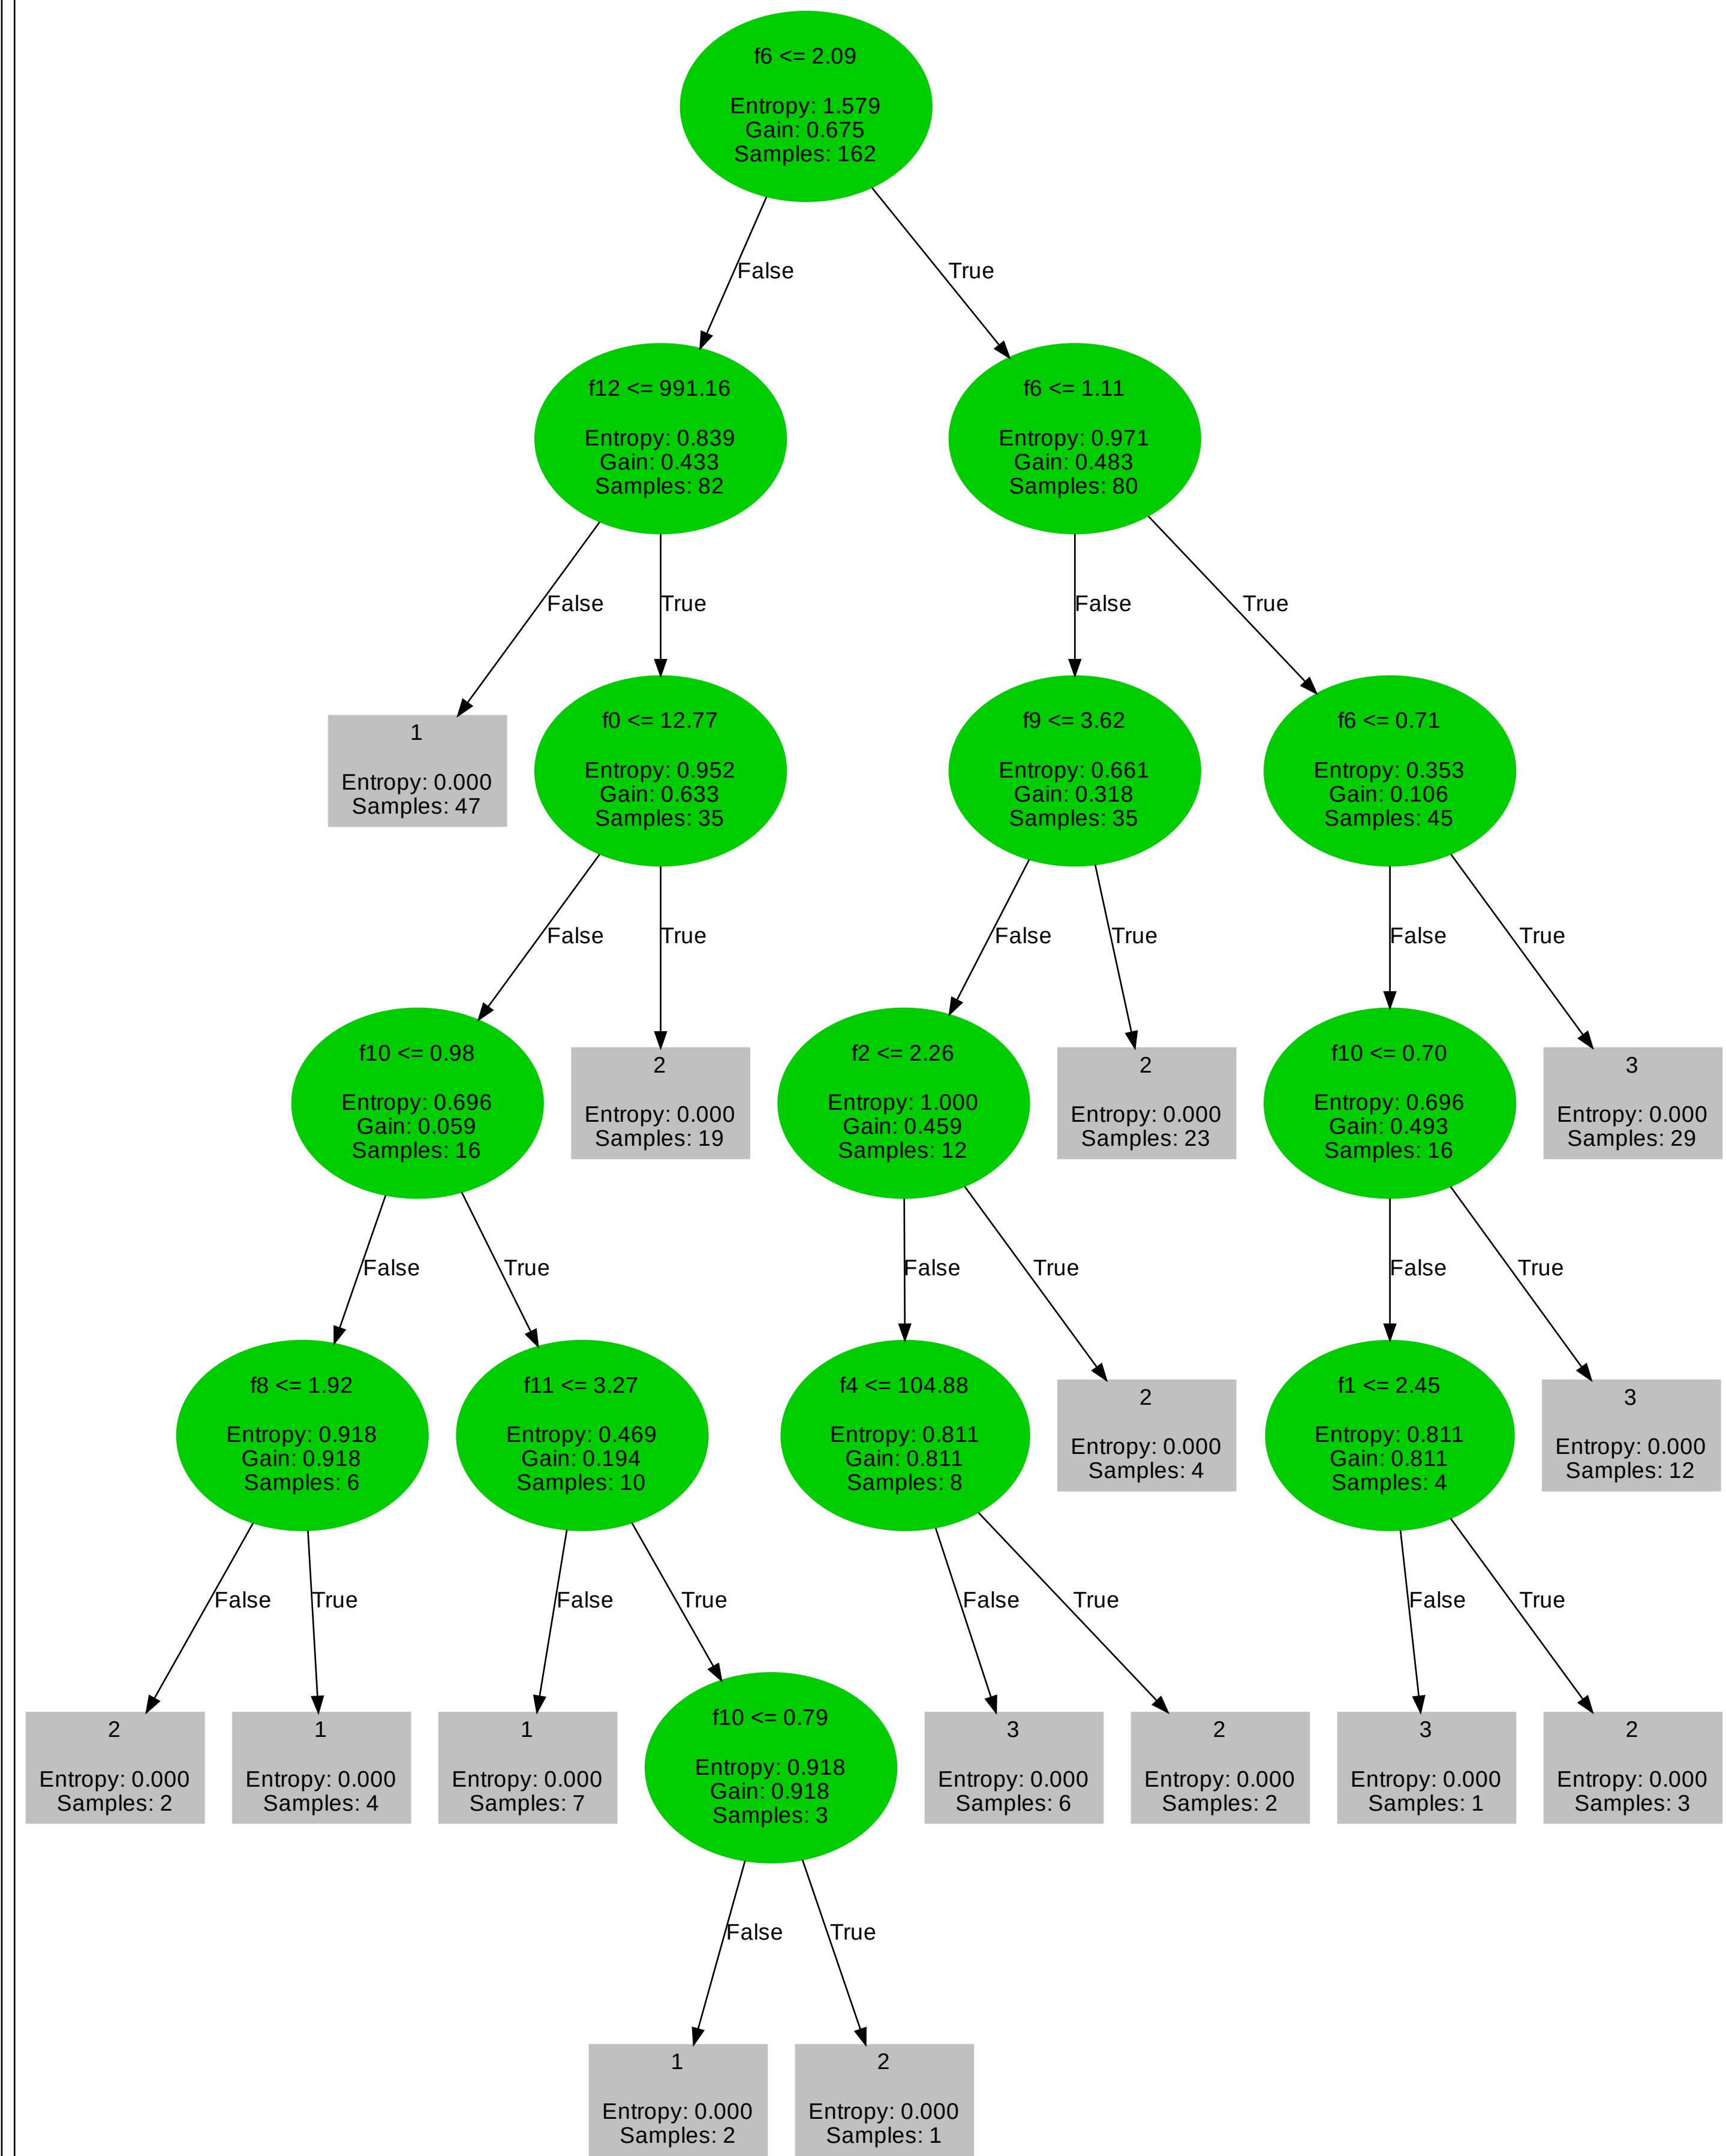 f6 <= 2.09
Entropy: 1.579
Gain: 0.675
Samples: 162
False
True
f12 <= 991.16
Entropy: 0.839
Gain: 0.433
Samples: 82
f6 <= 1.11
Entropy: 0.971
Gain: 0.483
Samples: 80
False
True
False
True
1
Entropy: 0.000
Samples: 47
f0 <= 12.77
Entropy: 0.952
Gain: 0.633
Samples: 35
f9 <= 3.62
Entropy: 0.661
Gain: 0.318
Samples: 35
f6 <= 0.71
Entropy: 0.353
Gain: 0.106
Samples: 45
False
True
False
True
False
True
f10 <= 0.98
Entropy: 0.696
Gain: 0.059
Samples: 16
2
Entropy: 0.000
Samples: 19
f2 <= 2.26
Entropy: 1.000
Gain: 0.459
Samples: 12
2
Entropy: 0.000
Samples: 23
f10 <= 0.70
Entropy: 0.696
Gain: 0.493
Samples: 16
3
Entropy: 0.000
Samples: 29
False
True
False
True
False
True
f8 <= 1.92
Entropy: 0.918
Gain: 0.918
Samples: 6
f11 <= 3.27
Entropy: 0.469
Gain: 0.194
Samples: 10
f4 <= 104.88
Entropy: 0.811
Gain: 0.811
Samples: 8
2
Entropy: 0.000
Samples: 4
f1 <= 2.45
Entropy: 0.811
Gain: 0.811
Samples: 4
3
Entropy: 0.000
Samples: 12
False
True
False
True
False
True
False
True
2
Entropy: 0.000
Samples: 2
1
Entropy: 0.000
Samples: 4
1
Entropy: 0.000
Samples: 7
f10 <= 0.79
Entropy: 0.918
Gain: 0.918
Samples: 3
3
Entropy: 0.000
Samples: 6
2
Entropy: 0.000
Samples: 2
3
Entropy: 0.000
Samples: 1
2
Entropy: 0.000
Samples: 3
False
True
1
Entropy: 0.000
Samples: 2
2
Entropy: 0.000
Samples: 1